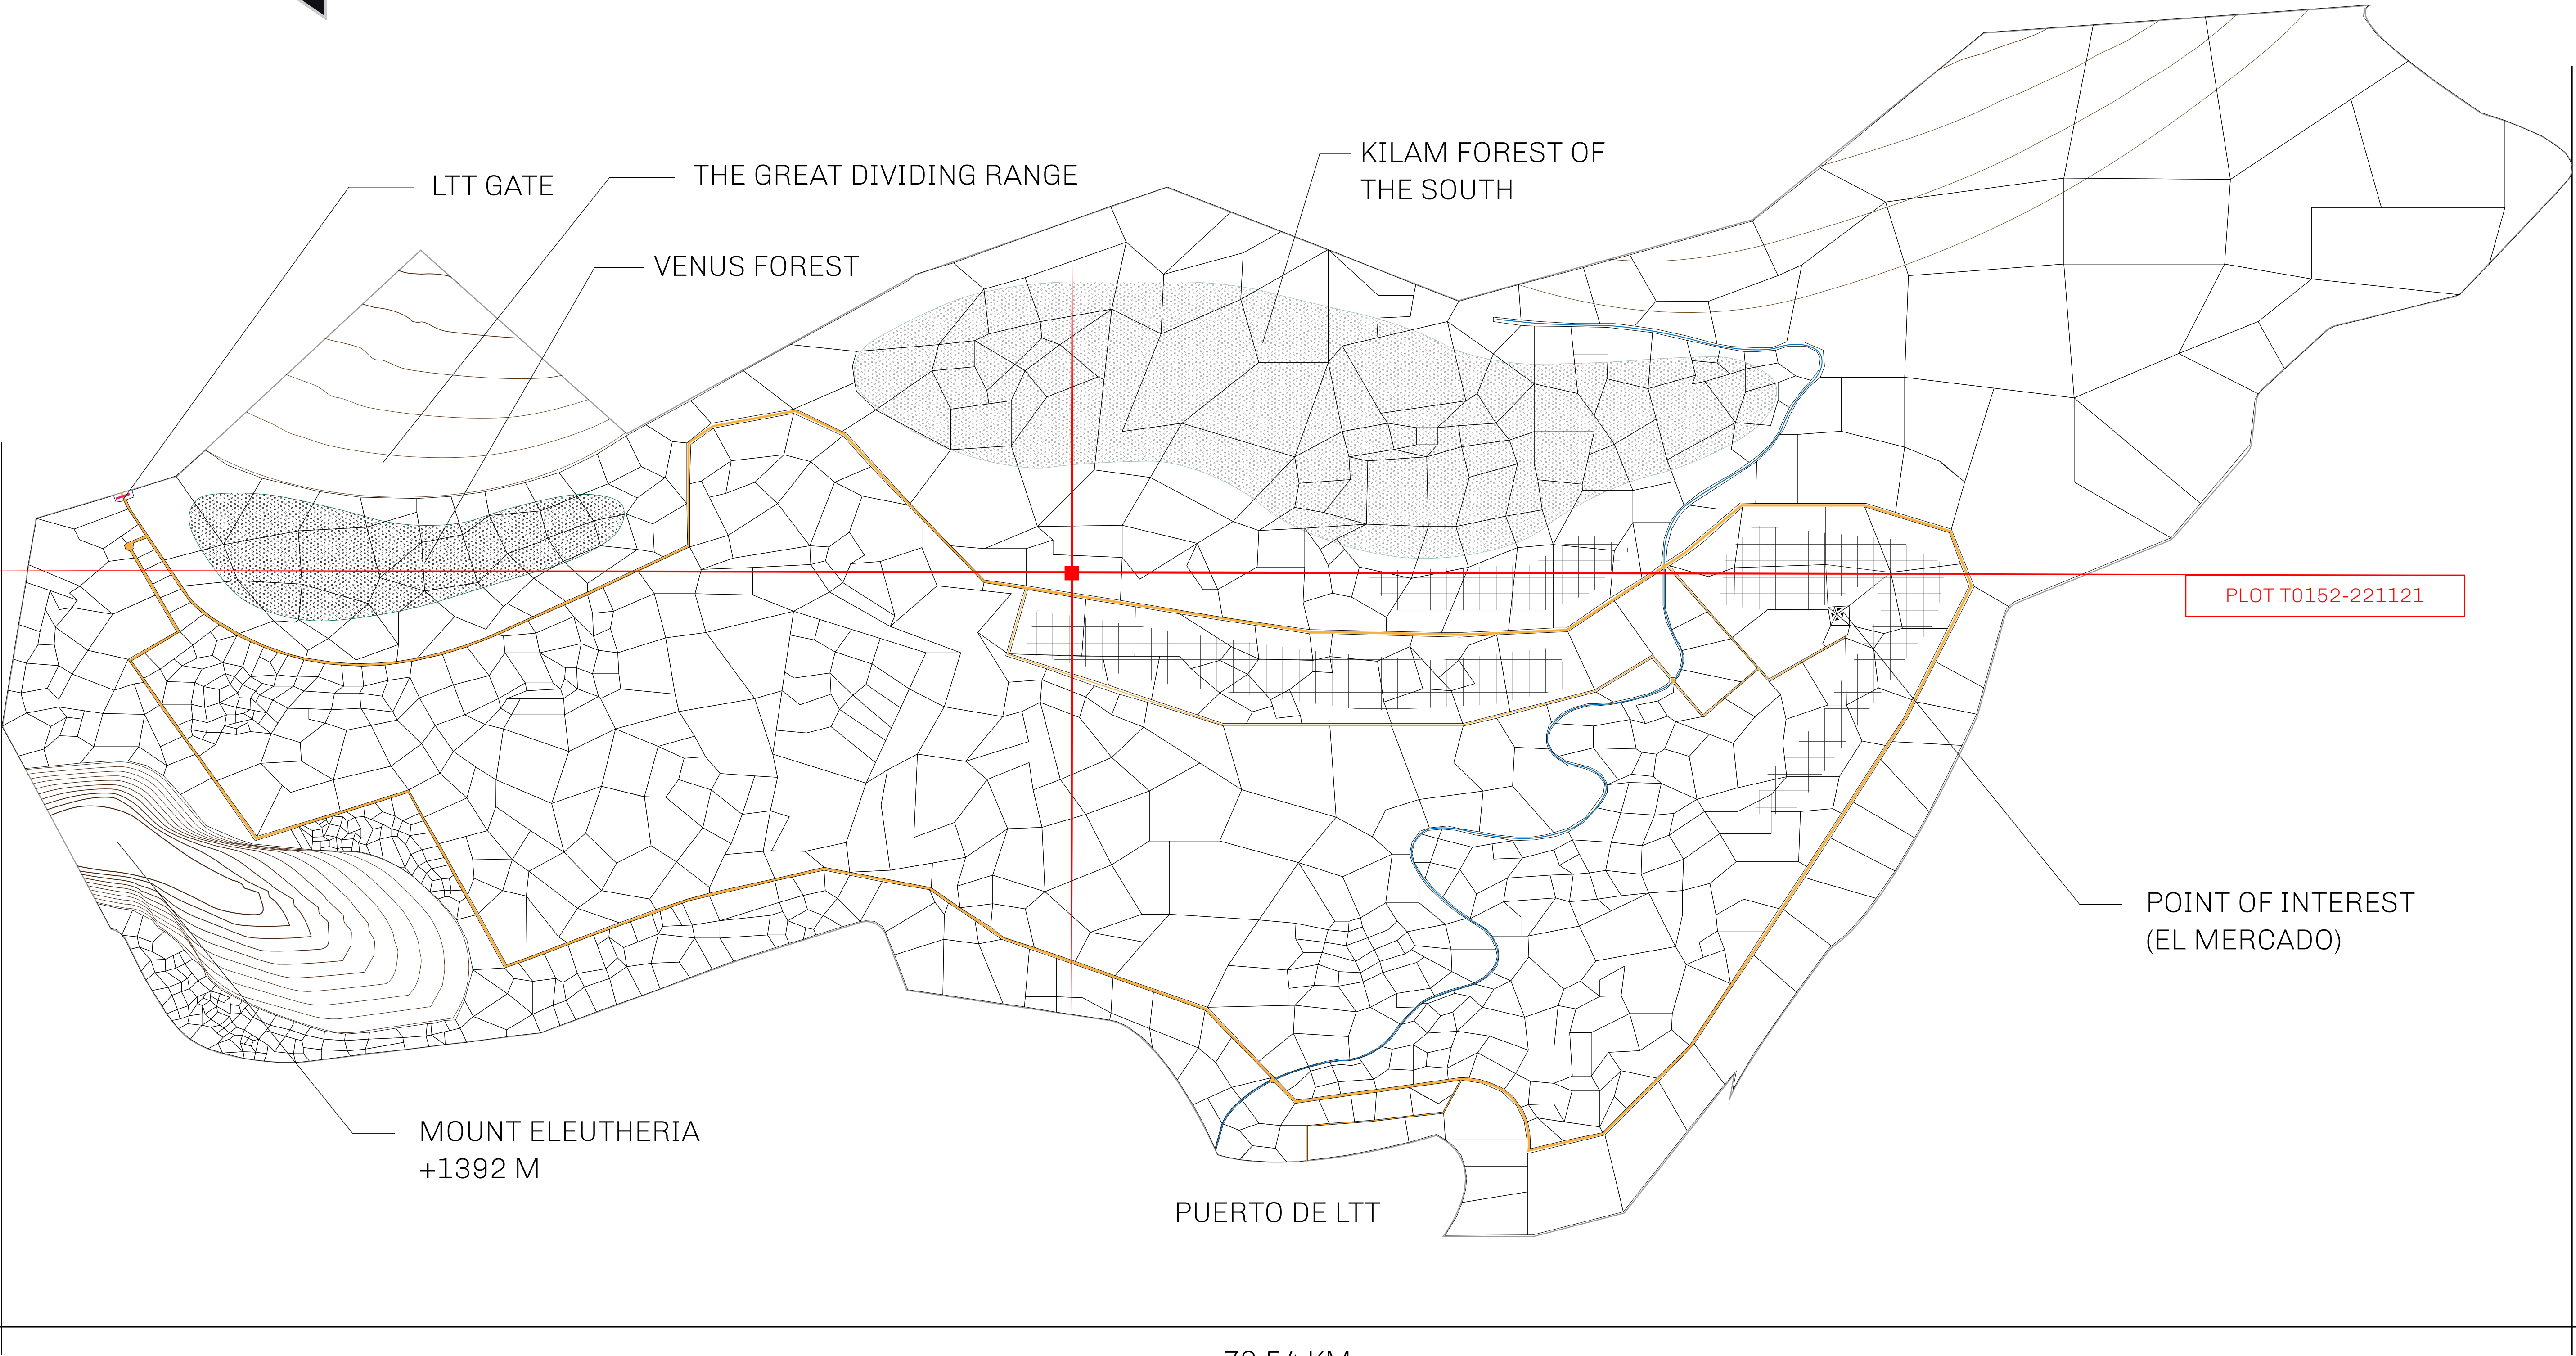 KILAM FOREST OF
THE SOUTH
LTT GATE
THE GREAT DIVIDING RANGE
VENUS FOREST
PLOT T0152-221121
POINT OF INTEREST
(EL MERCADO)
MOUNT ELEUTHERIA
+1392 M
PUERTO DE LTT
KM